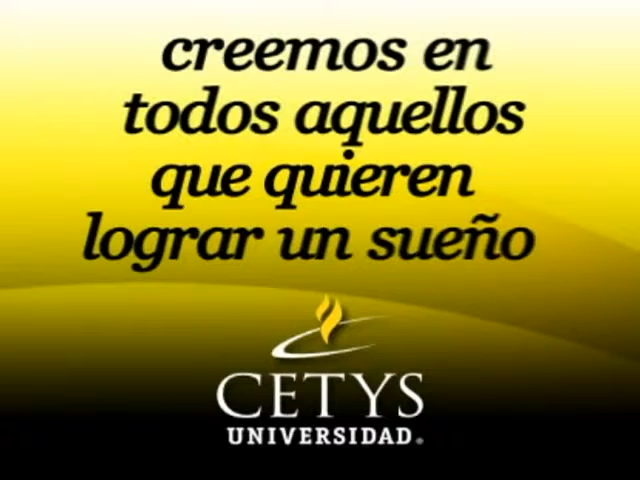 creemos en
todos aquellos
que quieren
lograr un sueño
CETYS
UNIVERSIDAD®